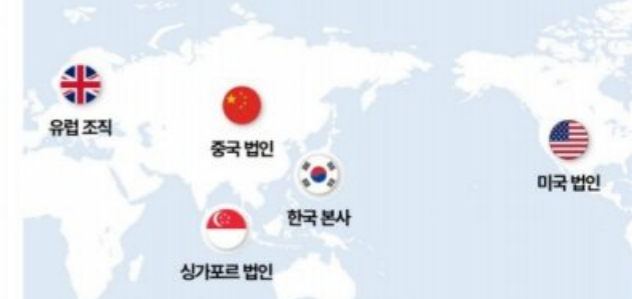 유럽 조직
중국 법인
미국 법인
한국 본사
싱가포르 법인